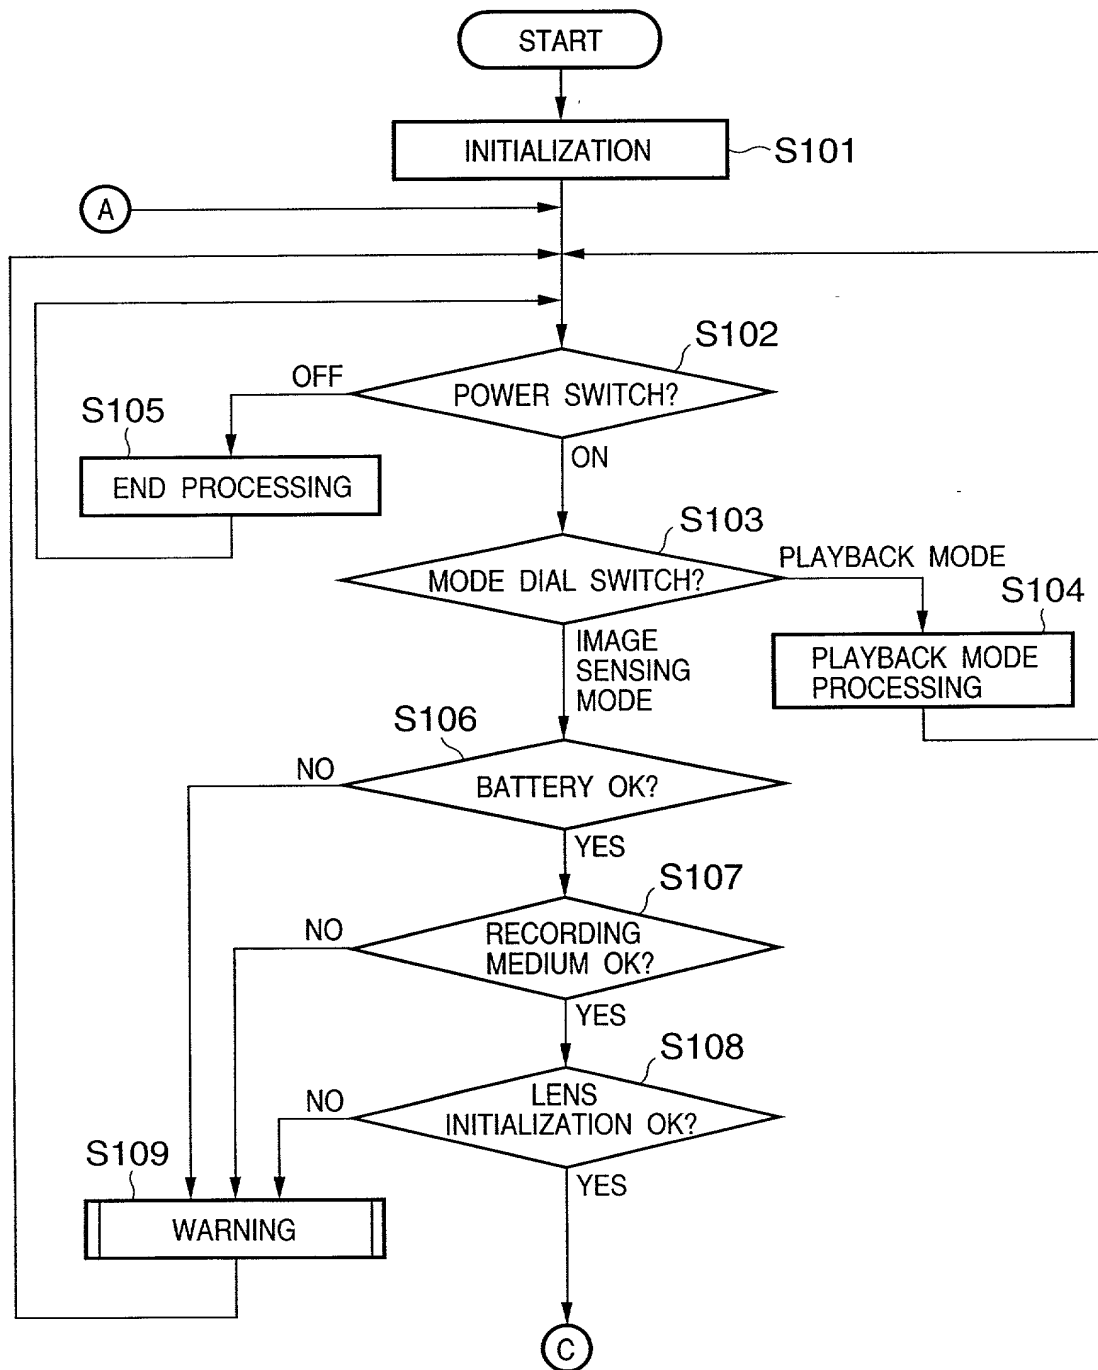 START
INITIALIZATION
S101
A
S102
OFF
POWER SWITCH?
S105
ON
END PROCESSING
S103
PLAYBACK MODE
MODE DIAL SWITCH?
S104
IMAGE
SENSING
MODE
PLAYBACK MODE
PROCESSING
S106
NO
BATTERY OK?
YES
S107
NO
RECORDING
MEDIUM OK?
YES
S108
NO
LENS
INITIALIZATION OK?
S109
YES
WARNING
C